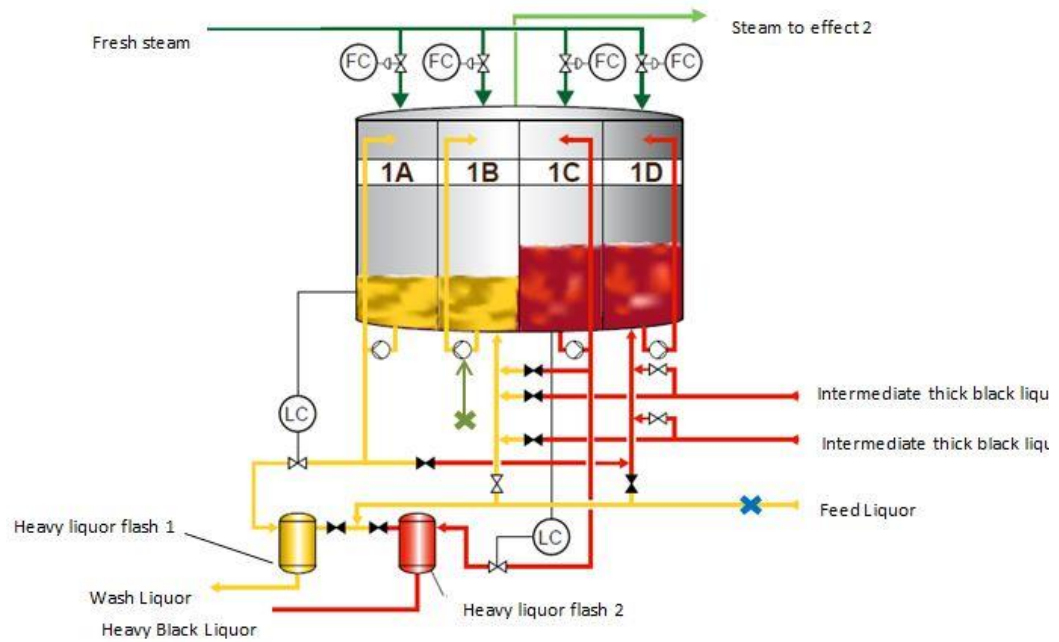 Fresh steam
Steam to effect 2
FC
FC
FC
FC
1A
1B
1C
1D
Intermediate thick black liqu
LC
Intermediate thick black liqu
Feed Liquor
Heavy liquor flash 1
LC
Wash Liquor
Heavy liquor flash 2
Heavy Black Liquor